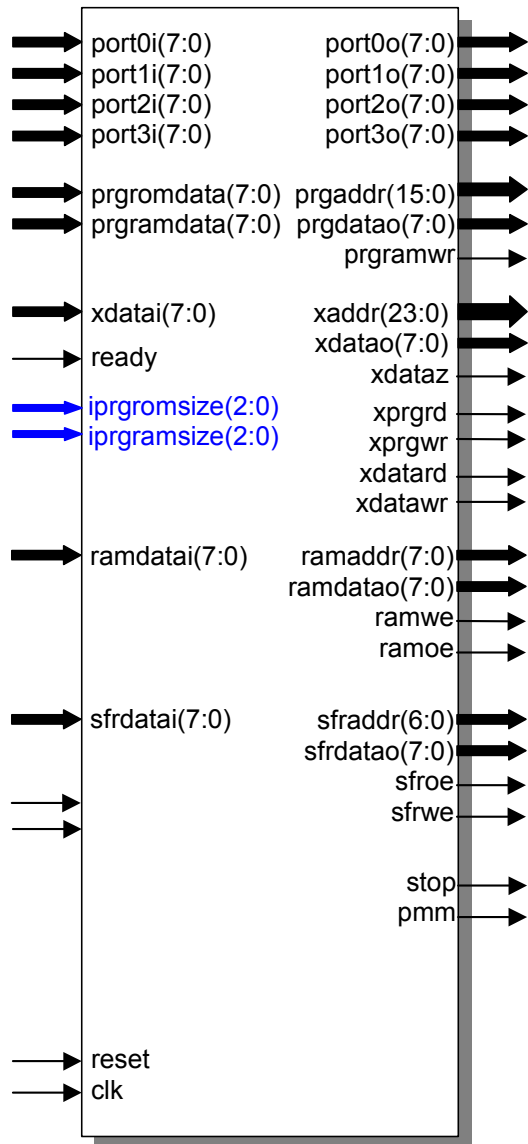 port0i(7:0) port0o(7:0)
port1i(7:0) port1o(7:0)
port2i(7:0) port2o(7:0)
port3i(7:0) port3o(7:0)
prgromdata(7:0) prgaddr(15:0)
prgramdata(7:0) prgdatao(7:0)
prgramwr
xdatai(7:0) xaddr(23:0)
xdatao(7:0)
ready
xdataz
iprgromsize(2:0) xprgrd
iprgramsize(2:0) xprgwr
xdatard
xdatawr
ramdatai(7:0) ramaddr(7:0)
ramdatao(7:0)
ramwe
ramoe
sfrdatai(7:0) sfraddr(6:0)
sfrdatao(7:0)
sfroe
sfrwe
stop
pmm
reset
clk